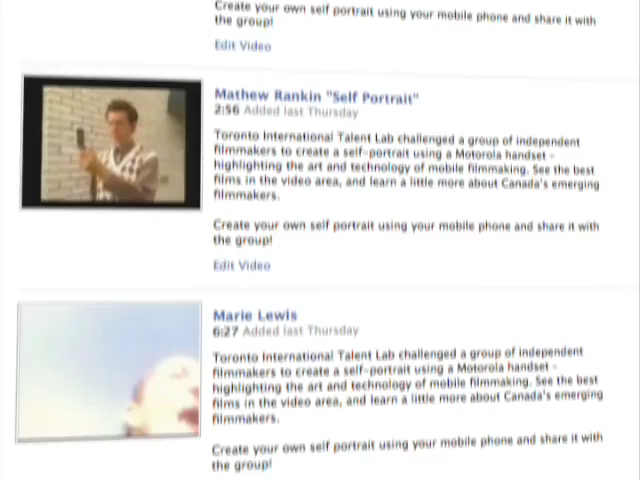 Create your own self portrait using your mobile phone and share it with
the group!
Edit Video
Mathew Rankin "Self Portrait"
2:56 Added last Thursday
Toronto International Talent Lab challenged a group of independent
filmmakers to create a self-portrait using a Motorola handset -
highlighting the art and technology of mobile filmmaking. See the best
films in the video area, and learn a little more about Canada's emerging
filmmakers.
Create your own self portrait using your mobile phone and share it with
the group!
Edit Video
Marie Lewis
6:27 Added last Thursday
Toronto International Talent Lab challenged a group of independent
filmmakers to create a self-portrait using a Motorola handset -
highlighting the art and technology of mobile filmmaking. See the best
films in the video area, and learn a little more about Canada's emerging
filmmakers.
Create your own self portrait using your mobile phone and share it with
the group!